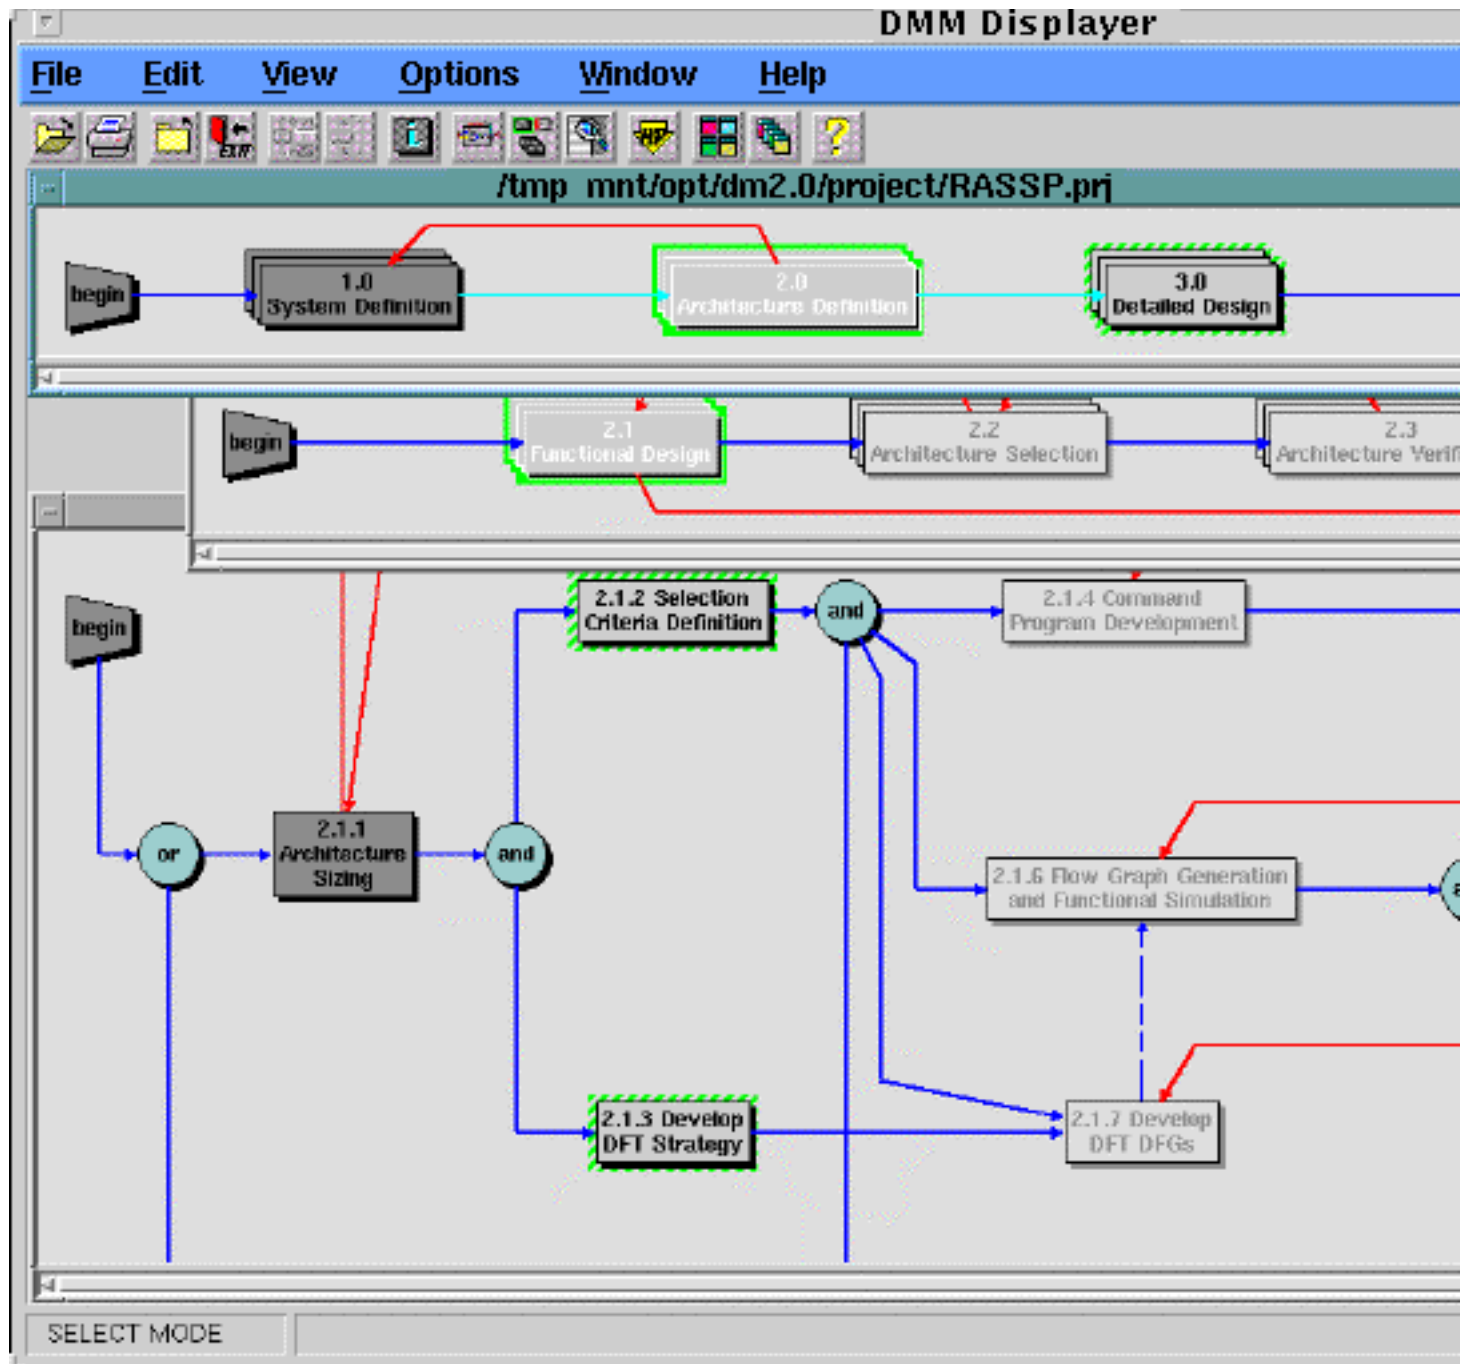 DMM Displayer
File Edit View Options Window Help
EXIT
/tmp mnt/opt/dm2.0/project/RASSP.prj
begin
1.0
System Definition
2.0
Architecture Definition
3.0
Detailed Design
begin
2.1
Functional Design
2.2
Architecture Selection
2.3
Architecture Verifi
begin
2.1.2 Selection
Criteria Definition
and
2.1.4 Command
Program Development
or
2.1.1
Architecture
Sizing
and
2.1.6 Flow Graph Generation
and Functional Simulation
2.1.3 Develop
DFT Strategy
2.1.7 Develop
DFT DFGs
SELECT MODE